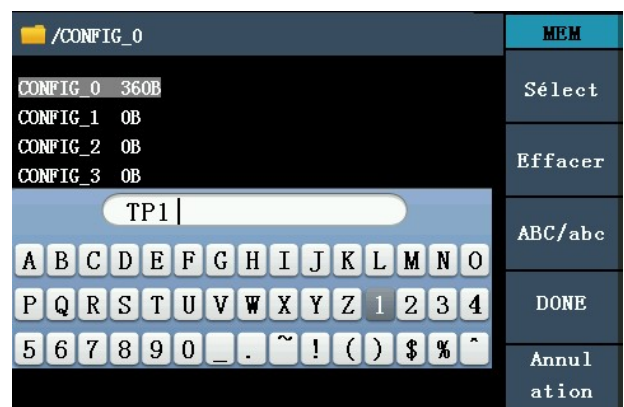 /CONFIG_0
MEM
CONFIG_0 360B
CONFIG_1 0B
CONFIG_2 0B
CONFIG_3 0B
Sélect
Effacer
ABC/abc
DONE
Annul
ation
TP1
A B C D E F G H I J K L M N O
P Q R S T U V W X Y Z 1 2 3 4
5 6 7 8 9 0 _ . ~ ! ( ) $ % ^